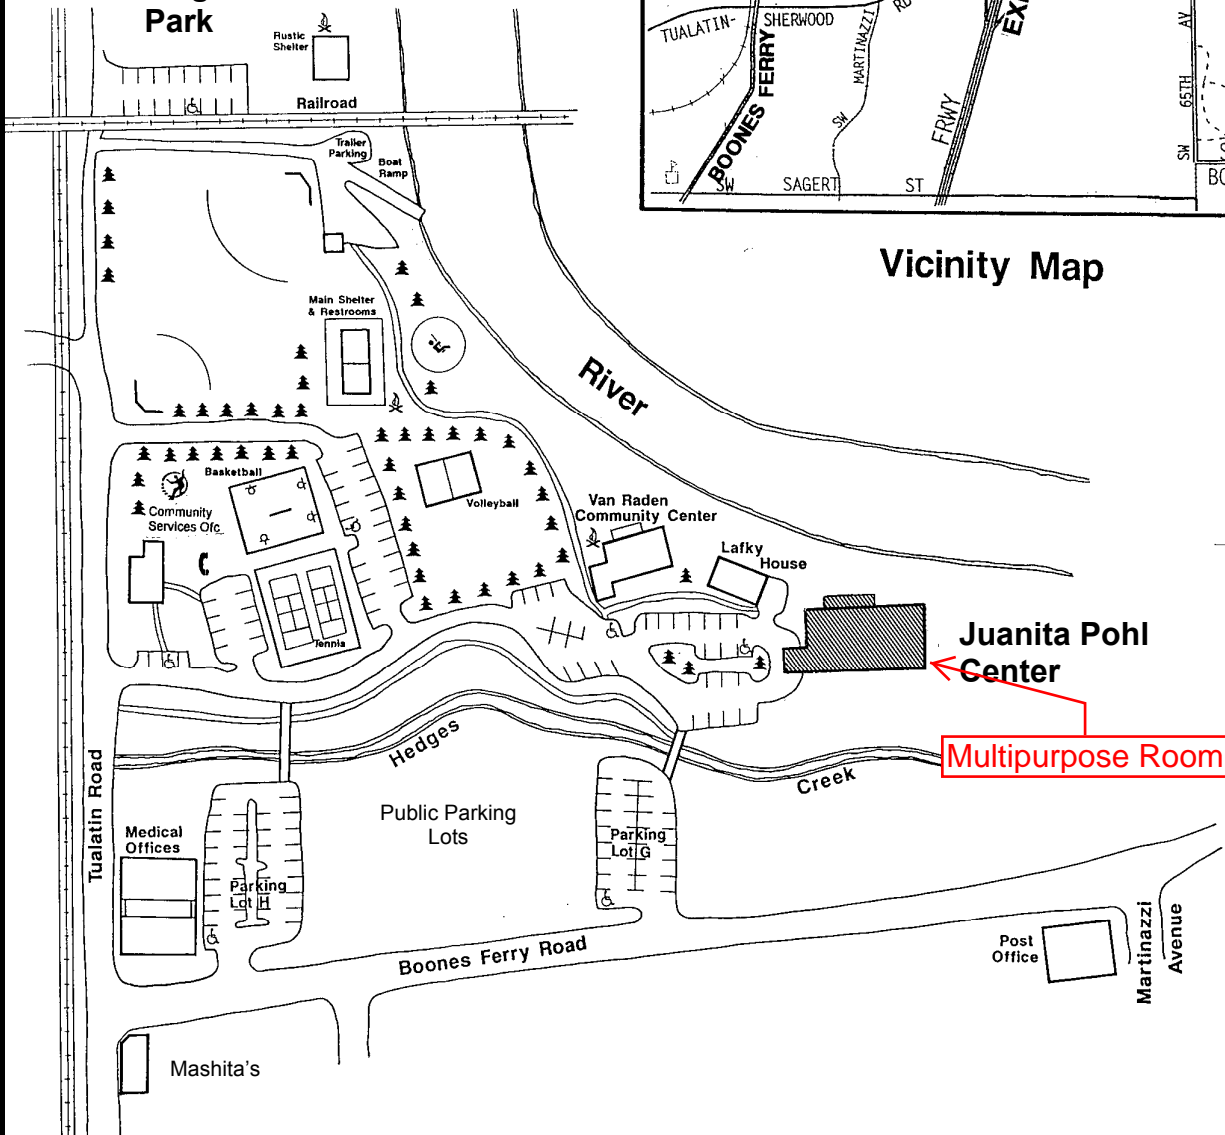 Park
Rustic
Shelter
Railroad
Trailer
Parking
Boat
Ramp
TUALATIN-
SHERWOOD
RD
MARTINAZZI
SW
BOONES FERRY
SW
SAGERT
ST
FRWY
AV
65TH
SW
Vicinity Map
Main Shelter
& Restrooms
River
Basketball
Community
Services Ofc
Volleyball
Tennis
Van Raden
Community Center
Lafky
House
Juanita Pohl
Center
Multipurpose Room
Hedges
Creek
Tualatin Road
Public Parking
Lots
Medical
Offices
Parking
Lot H
Parking
Lot G
Boones Ferry Road
Post
Office
Martinazzi
Avenue
Mashita's